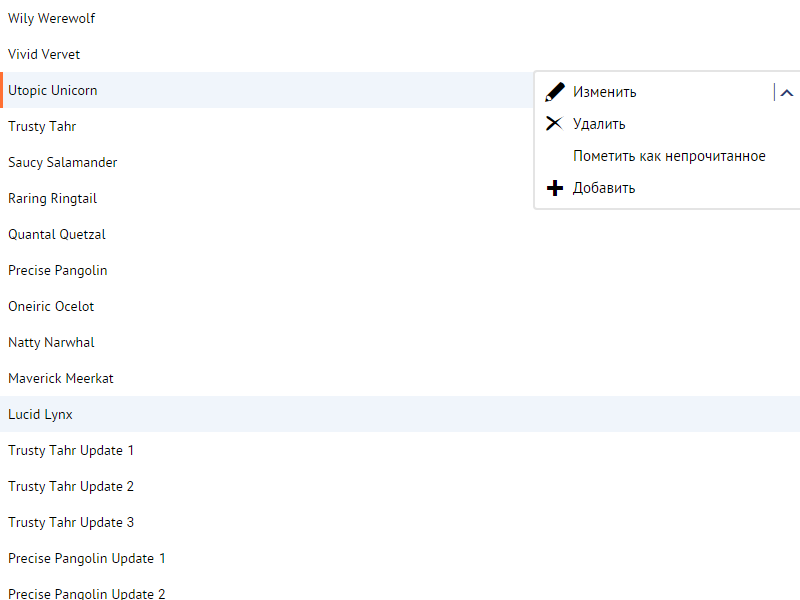 Wily Werewolf
Vivid Vervet
Utopic Unicorn
Изменить
Trusty Tahr
Удалить
Saucy Salamander
Пометить как непрочитанное
Raring Ringtail
Добавить
Quantal Quetzal
Precise Pangolin
Oneiric Ocelot
Natty Narwhal
Maverick Meerkat
Lucid Lynx
Trusty Tahr Update 1
Trusty Tahr Update 2
Trusty Tahr Update 3
Precise Pangolin Update 1
Precise Pangolin Update 2